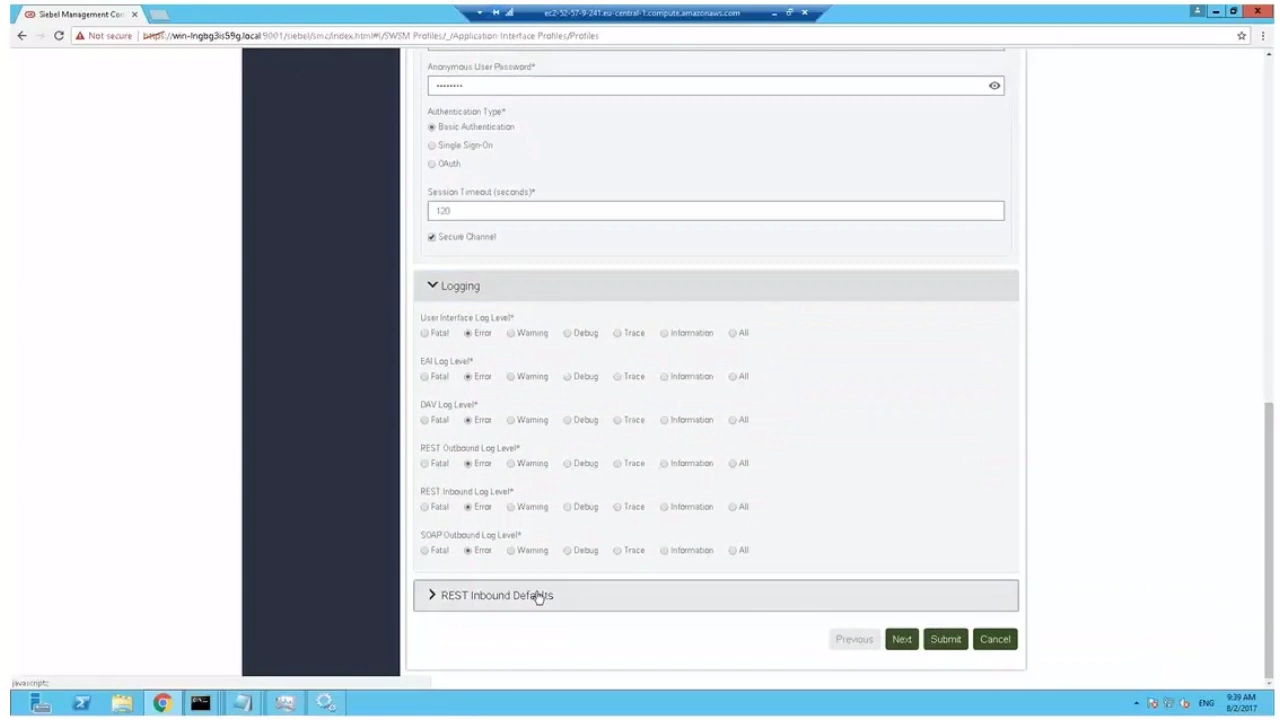 Siebel Management Con
ec2-52-57-9-241.eu-central-1.compute.amazonaws.com
Not secure
https://win-lngbg3is59g.local:9001/siebel/smc/index.html#!/SWSM Profiles/_/Application Interface Profiles/Profiles
Anonymous User Password*
••••••••
Authentication Type*
Basic Authentication
Single Sign-On
OAuth
Session Timeout (seconds)*
120
Secure Channel
Logging
User Interface Log Level*
Fatal Error Warning Debug Trace Information All
EAI Log Level*
Fatal Error Warning Debug Trace Information All
DAV Log Level*
Fatal Error Warning Debug Trace Information All
REST Outbound Log Level*
Fatal Error Warning Debug Trace Information All
REST Inbound Log Level*
Fatal Error Warning Debug Trace Information All
SOAP Outbound Log Level*
Fatal Error Warning Debug Trace Information All
REST Inbound Defaults
Previous Next Submit Cancel
javascript:
ENG
9:39 AM
8/2/2017